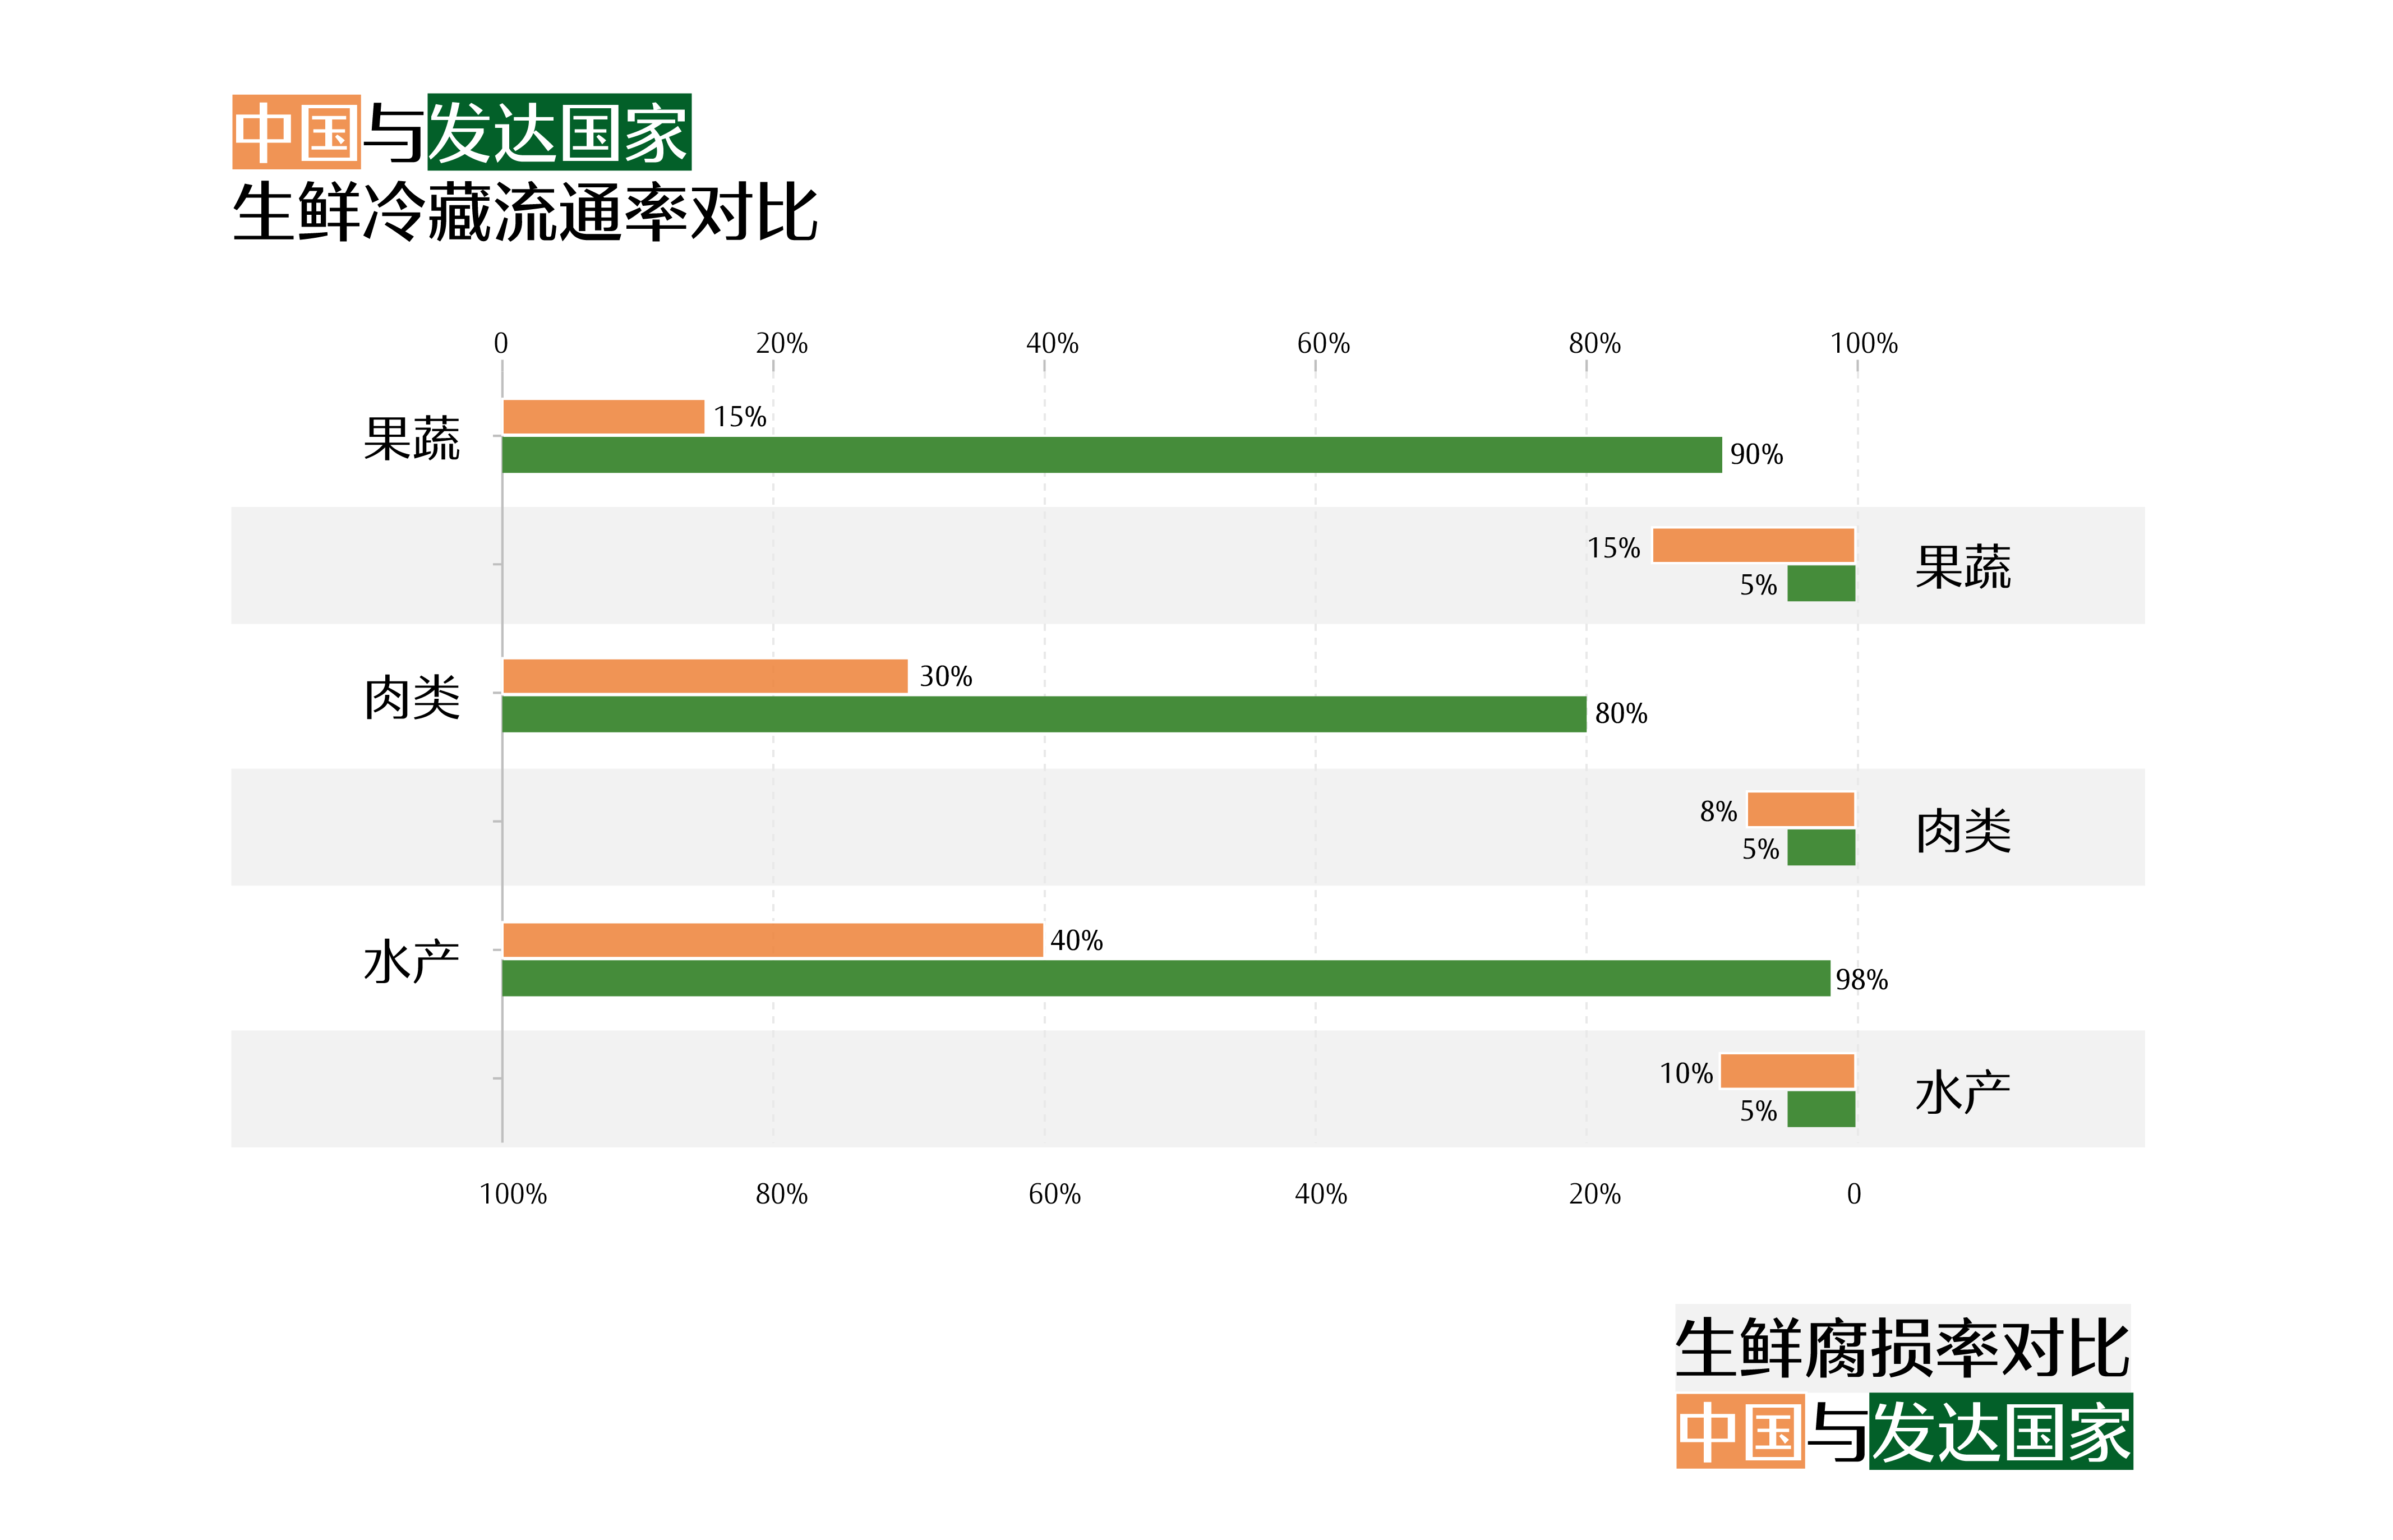 中国与发达国家
生鲜冷藏流通率对比
0 20% 40% 60% 80% 100%
15%
果蔬
90%
15%
果蔬
5%
30%
肉类
80%
8%
肉类
5%
40%
水产
98%
10%
水产
5%
100% 80% 60% 40% 20% 0
生鲜腐损率对比
中国与发达国家